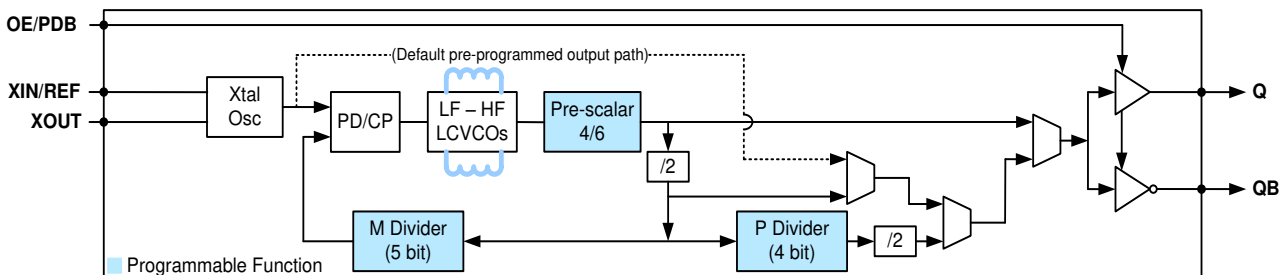 OE/PDB
(Default pre-programmed output path)
XIN/REF
XOUT
Xtal
Osc
PD/CP
LF – HF
LCVCOs
Pre-scalar
4/6
/2
Q
QB
M Divider
(5 bit)
P Divider
(4 bit)
/2
Programmable Function